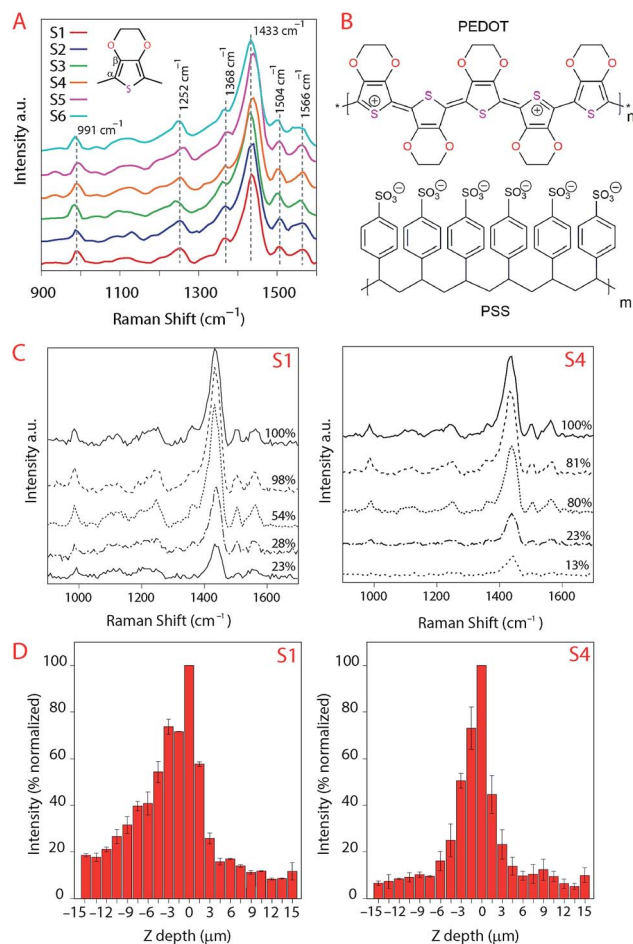 A
S1
S2
S3
S4
S5
S6
O O
β
α
S
991 cm⁻¹
1252 cm⁻¹
1368 cm⁻¹
1433 cm⁻¹
1504 cm⁻¹
1566 cm⁻¹
Intensity a.u.
900 1100 1300 1500
Raman Shift (cm⁻¹)
B
PEDOT
O O S O O
* S S S *
+ + n
O O S O O
SO₃⁻ SO₃⁻ SO₃⁻ SO₃⁻ SO₃⁻ SO₃⁻
m
PSS
C
S1
100%
98%
54%
28%
23%
Intensity a.u.
1000 1200 1400 1600
Raman Shift (cm⁻¹)
S4
100%
81%
80%
23%
13%
Intensity a.u.
1000 1200 1400 1600
Raman Shift (cm⁻¹)
D
S1
Intensity (% normalized)
100
80
60
40
20
0
−15 −12 −9 −6 −3 0 3 6 9 12 15
Z depth (μm)
S4
Intensity (% normalized)
100
80
60
40
20
0
−15 −12 −9 −6 −3 0 3 6 9 12 15
Z depth (μm)